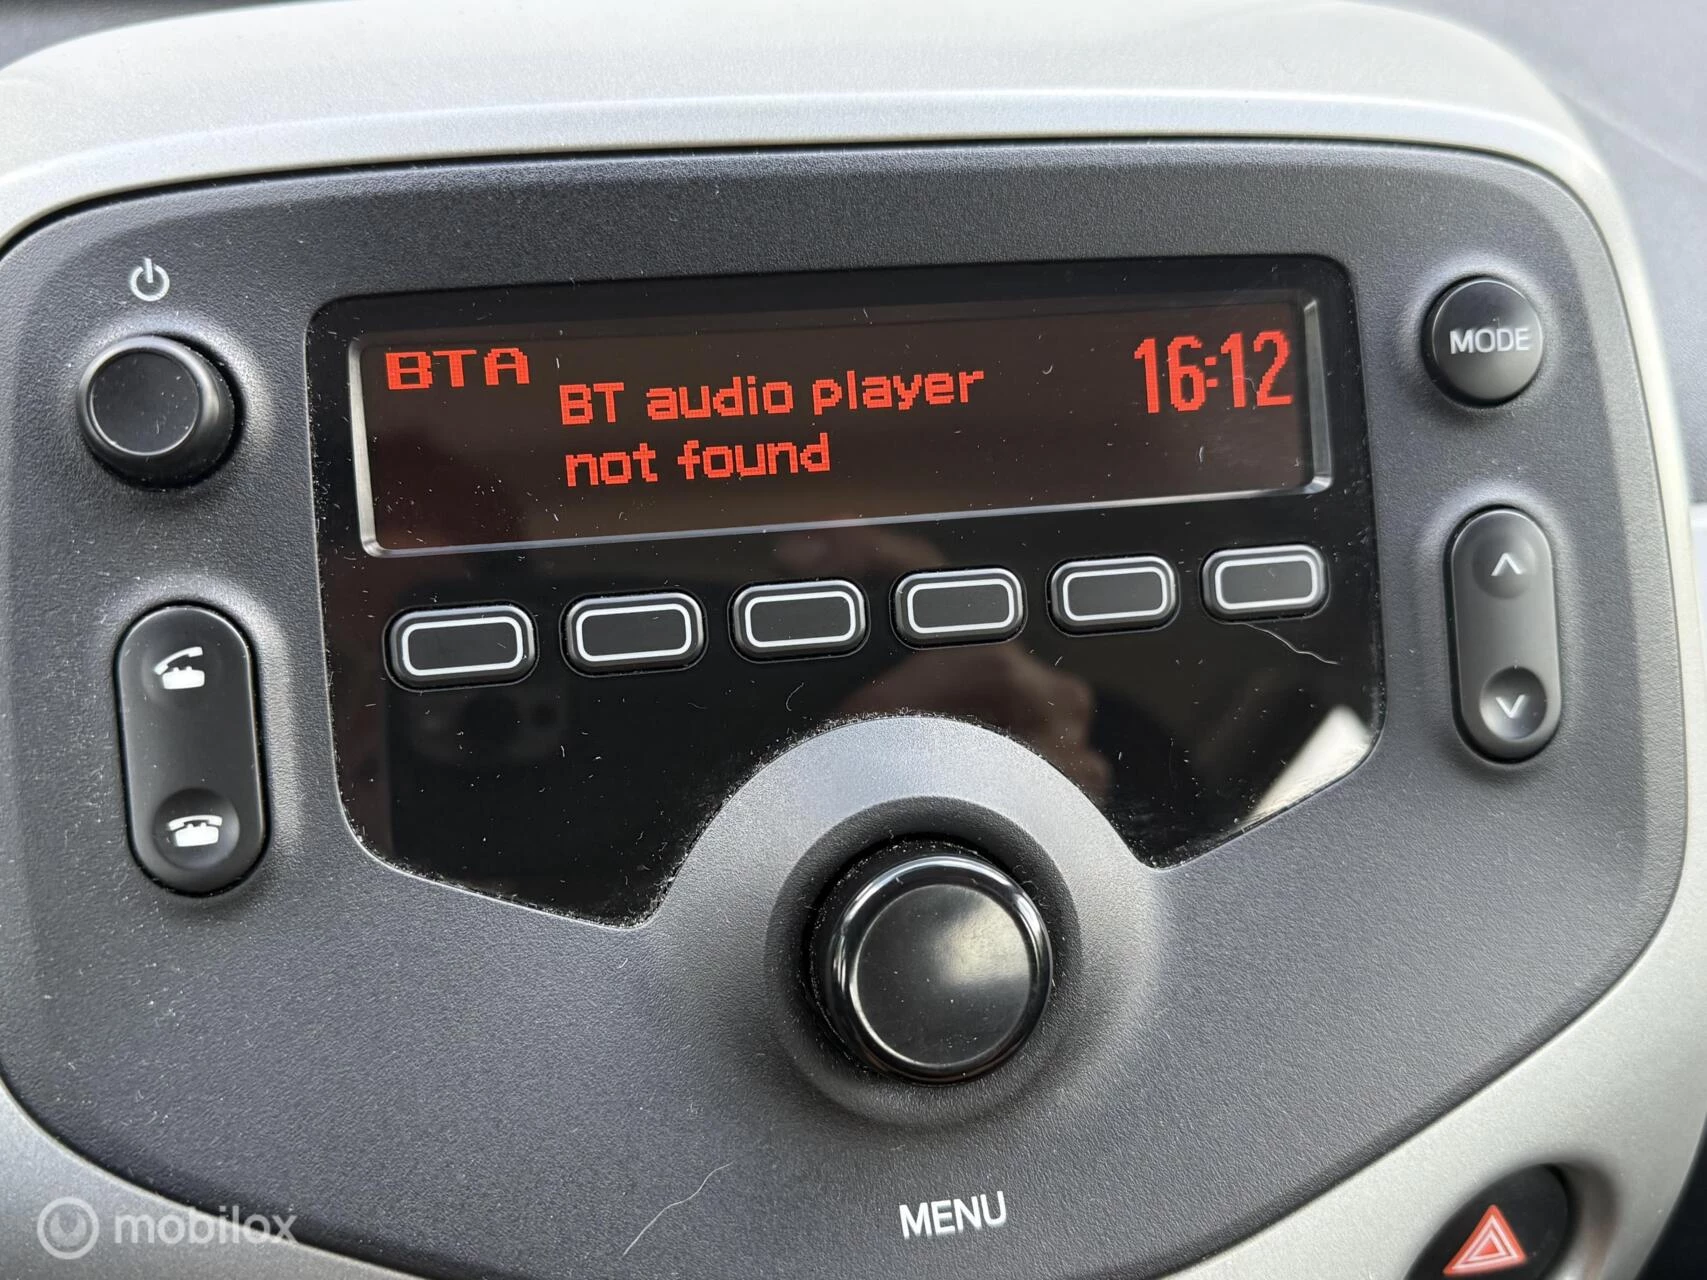 BTA
BT audio player
not found
16:12
MODE
MENU
mobilox